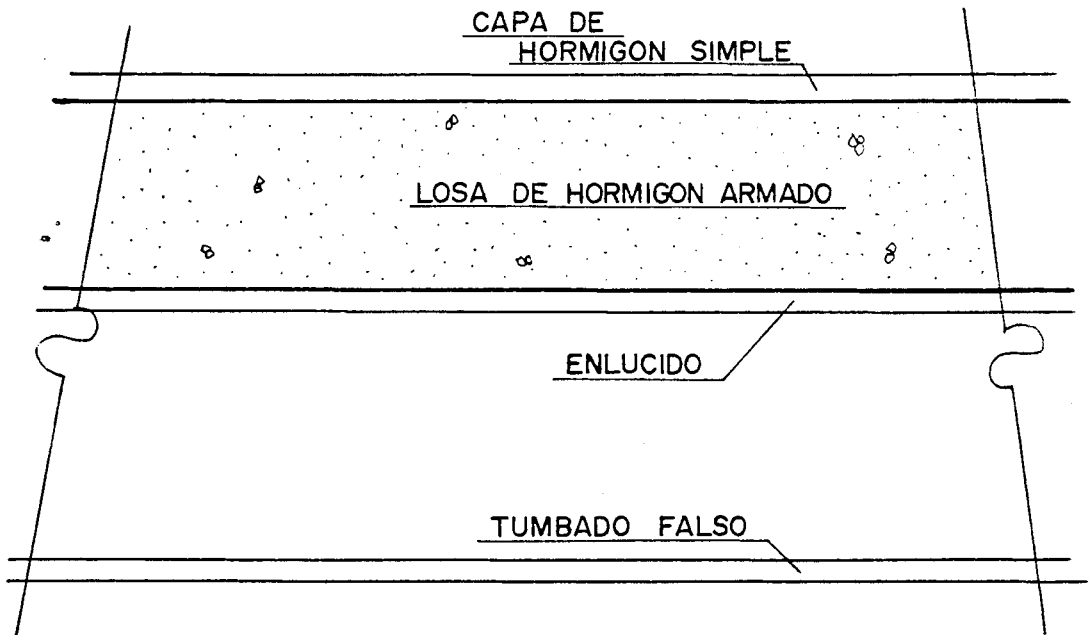 CAPA DE
HORMIGON SIMPLE
LOSA DE HORMIGON ARMADO
ENLUCIDO
TUMBADO FALSO